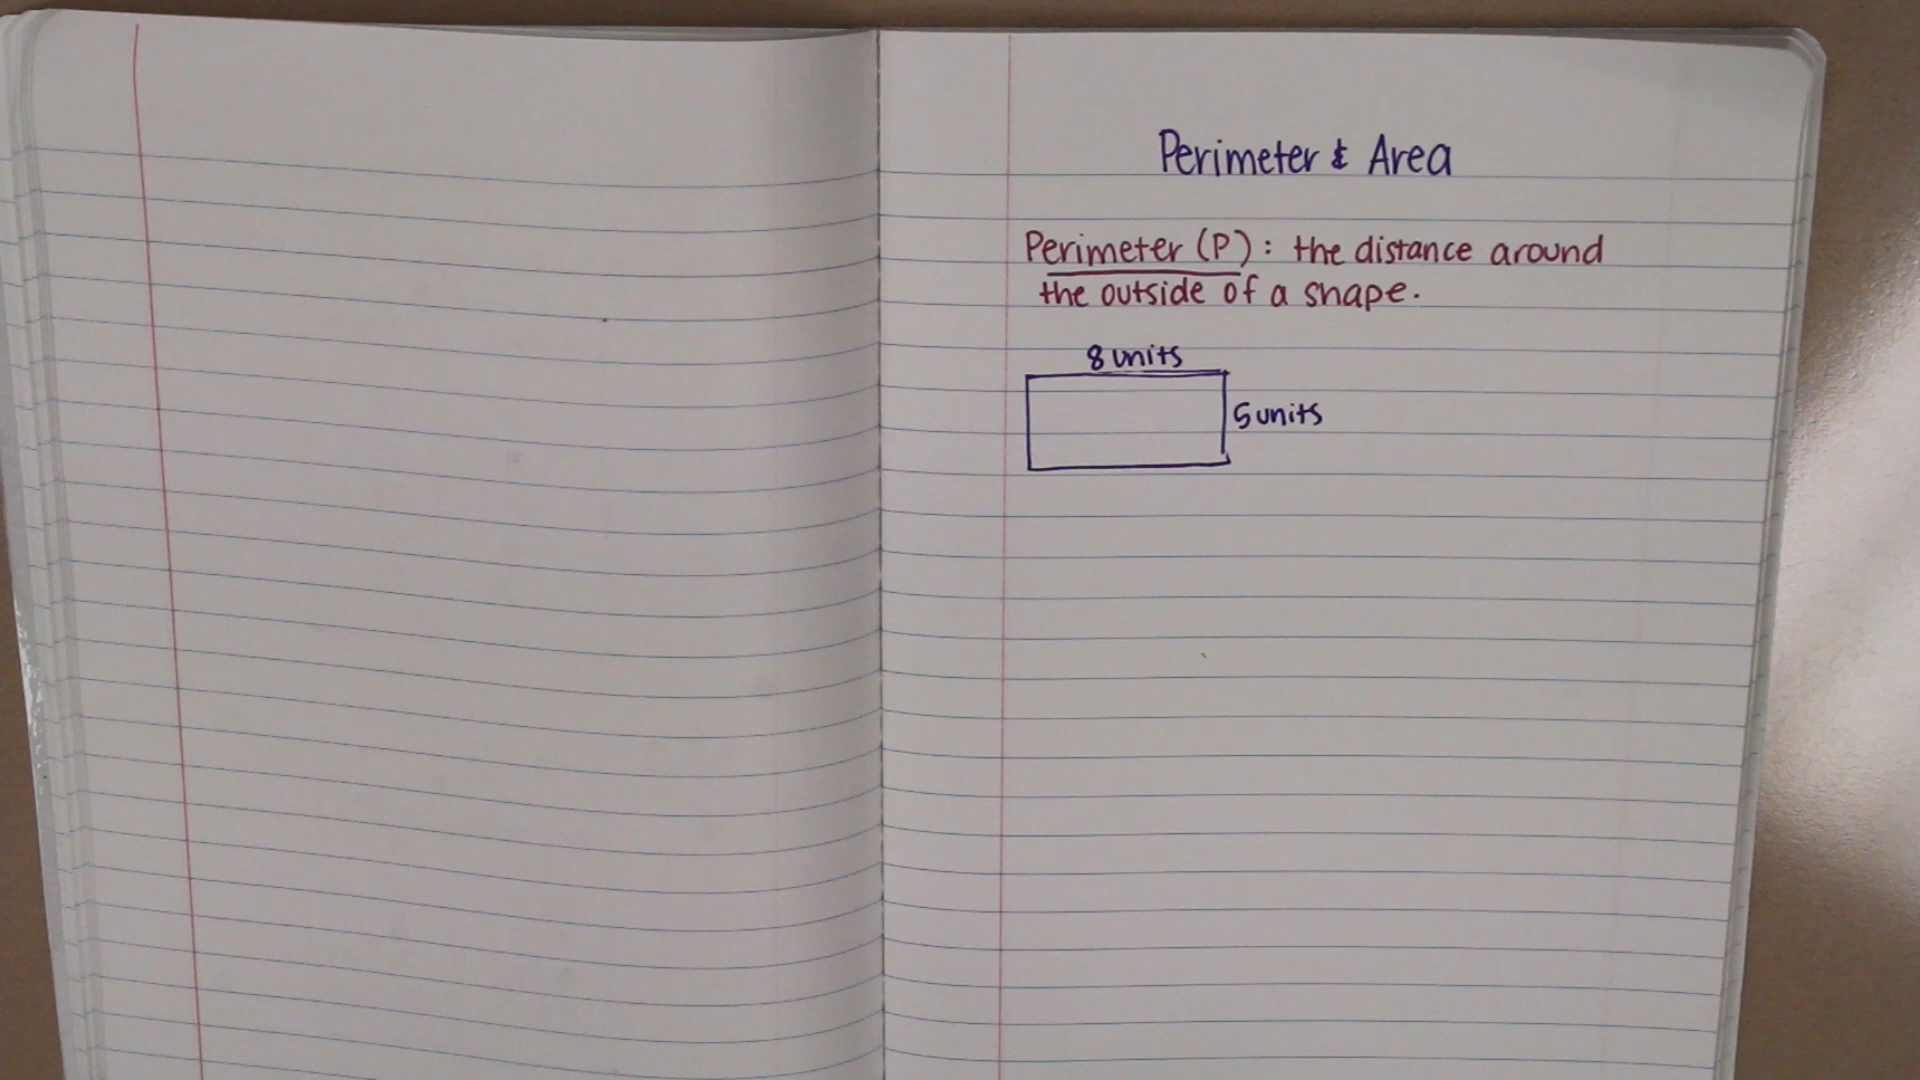 Perimeter & Area
Perimeter (P): the distance around
the outside of a shape.
8 units
5 units